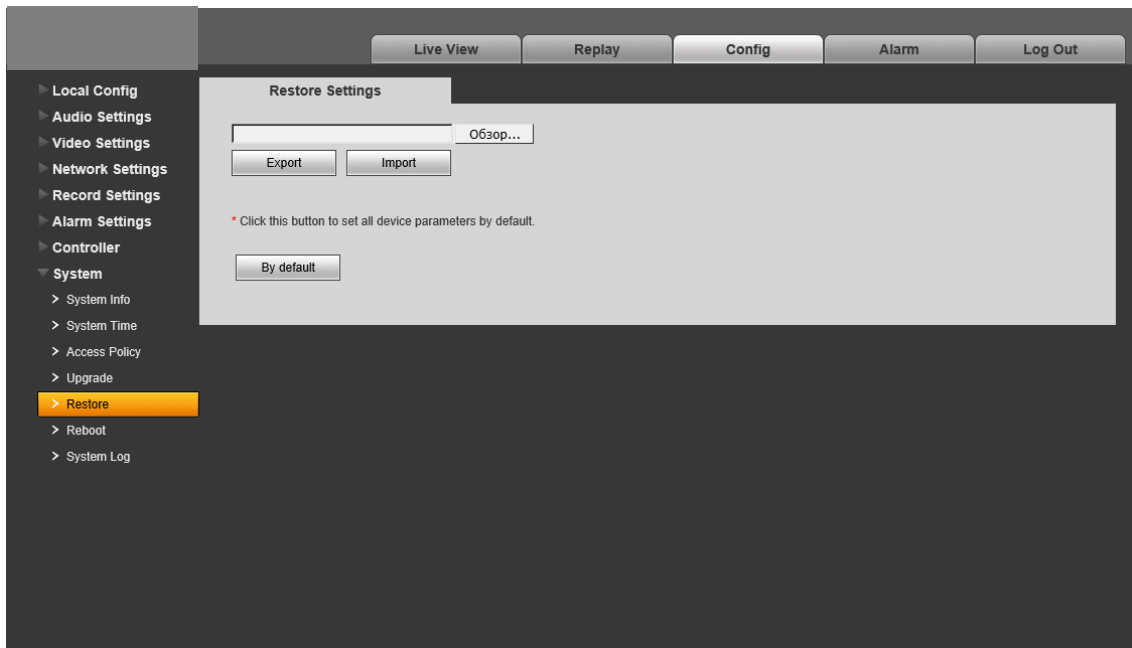 Live View Replay Config Alarm Log Out
Local Config
Audio Settings
Video Settings
Network Settings
Record Settings
Alarm Settings
Controller
System
System Info
System Time
Access Policy
Upgrade
Restore
Reboot
System Log
Restore Settings
Обзор...
Export Import
* Click this button to set all device parameters by default.
By default